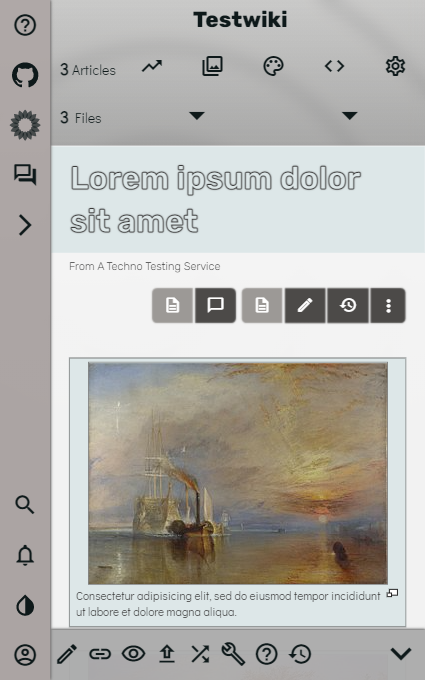 Testwiki
3 Articles
3 Files
Lorem ipsum dolor
sit amet
From A Techno Testing Service
Consectetur adipisicing elit, sed do eiusmod tempor incididunt
ut labore et dolore magna aliqua.